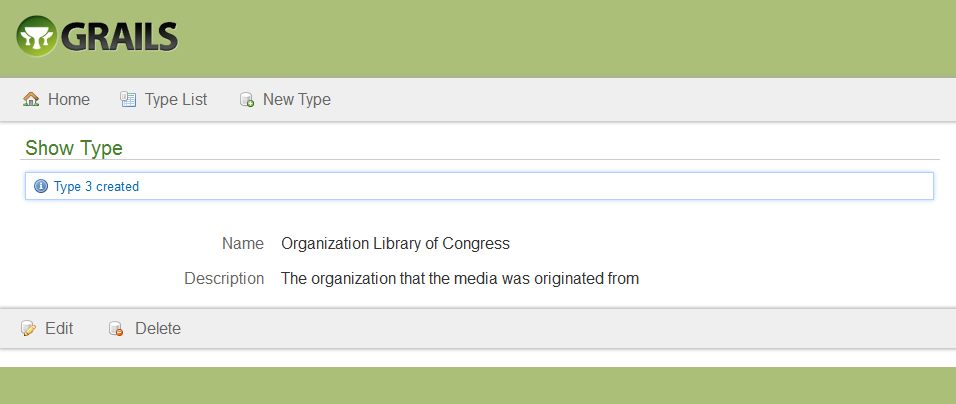 GRAILS
Home Type List New Type
Show Type
Type 3 created
Name Organization Library of Congress
Description The organization that the media was originated from
Edit Delete